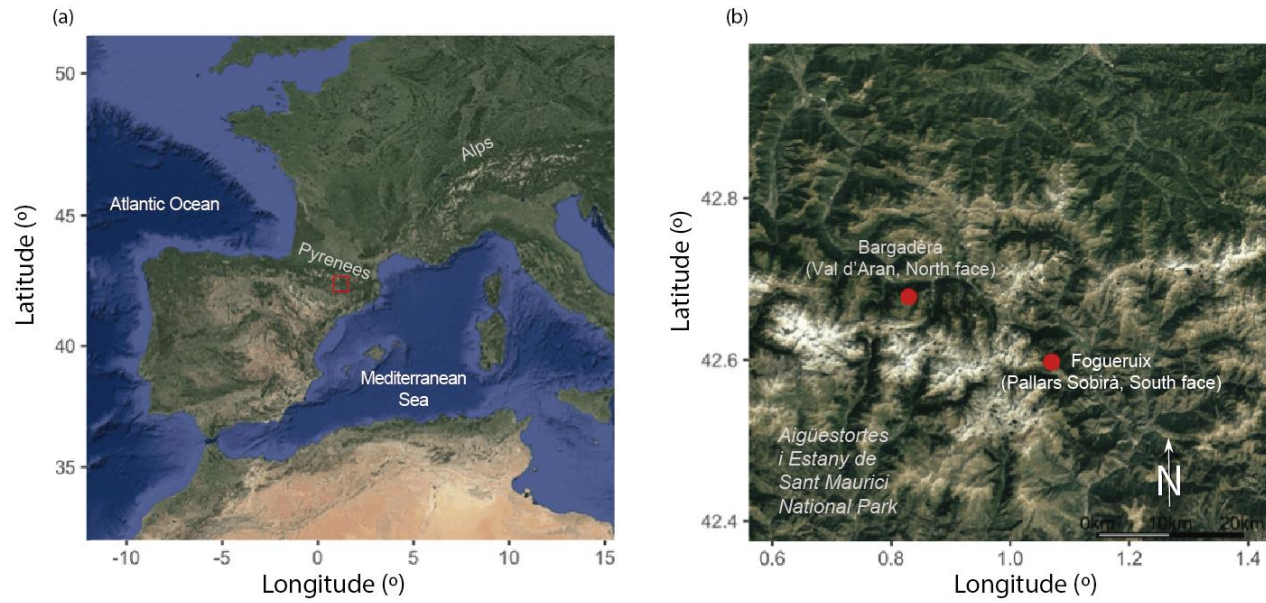 (a)
50
45
40
35
Latitude (º)
-10
-5
0
5
10
15
Longitude (º)
Atlantic Ocean
Alps
Pyrenees
Mediterranean
Sea
(b)
42.8
42.6
42.4
Latitude (º)
0.6
0.8
1.0
1.2
1.4
Longitude (º)
Bargadèra
(Val d'Aran, North face)
Fogueruix
(Pallars Sobirà, South face)
Aigüestortes
i Estany de
Sant Maurici
National Park
N
0km 10km 20km